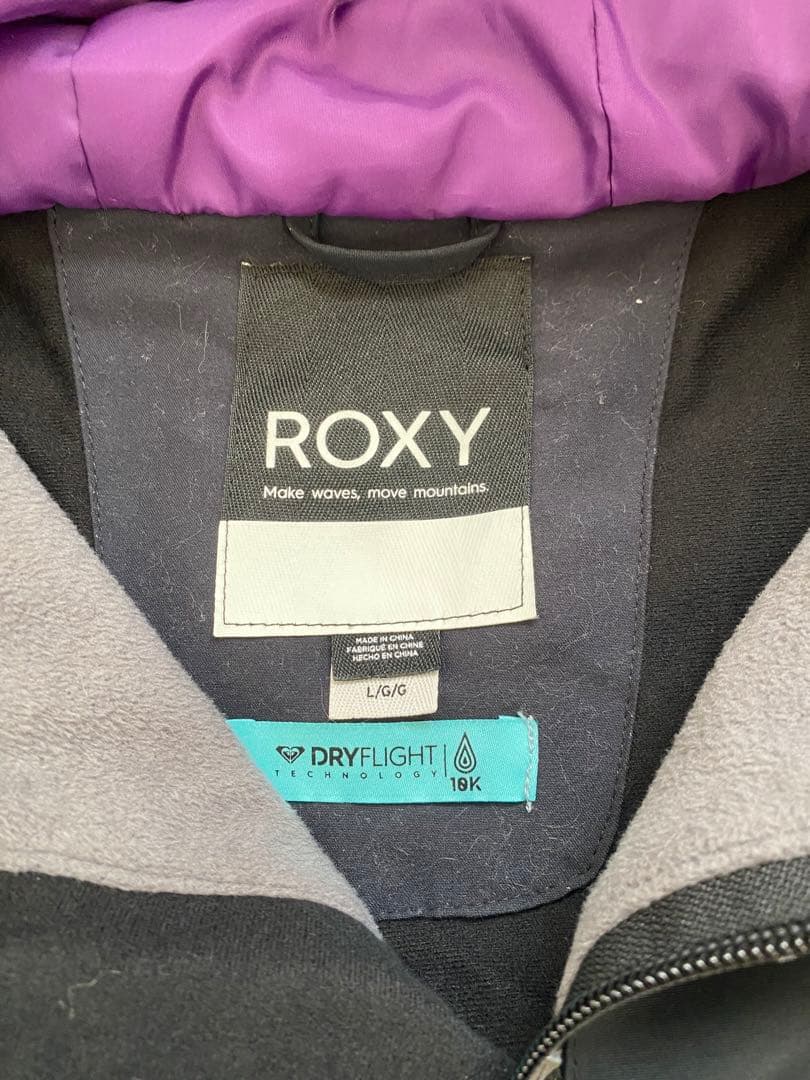 ROXY
Make waves, move mountains.
MADE IN CHINA
FABRIQUÉ EN CHINE
HECHO EN CHINA
L/G/G
DRYFLIGHT
TECHNOLOGY
10K